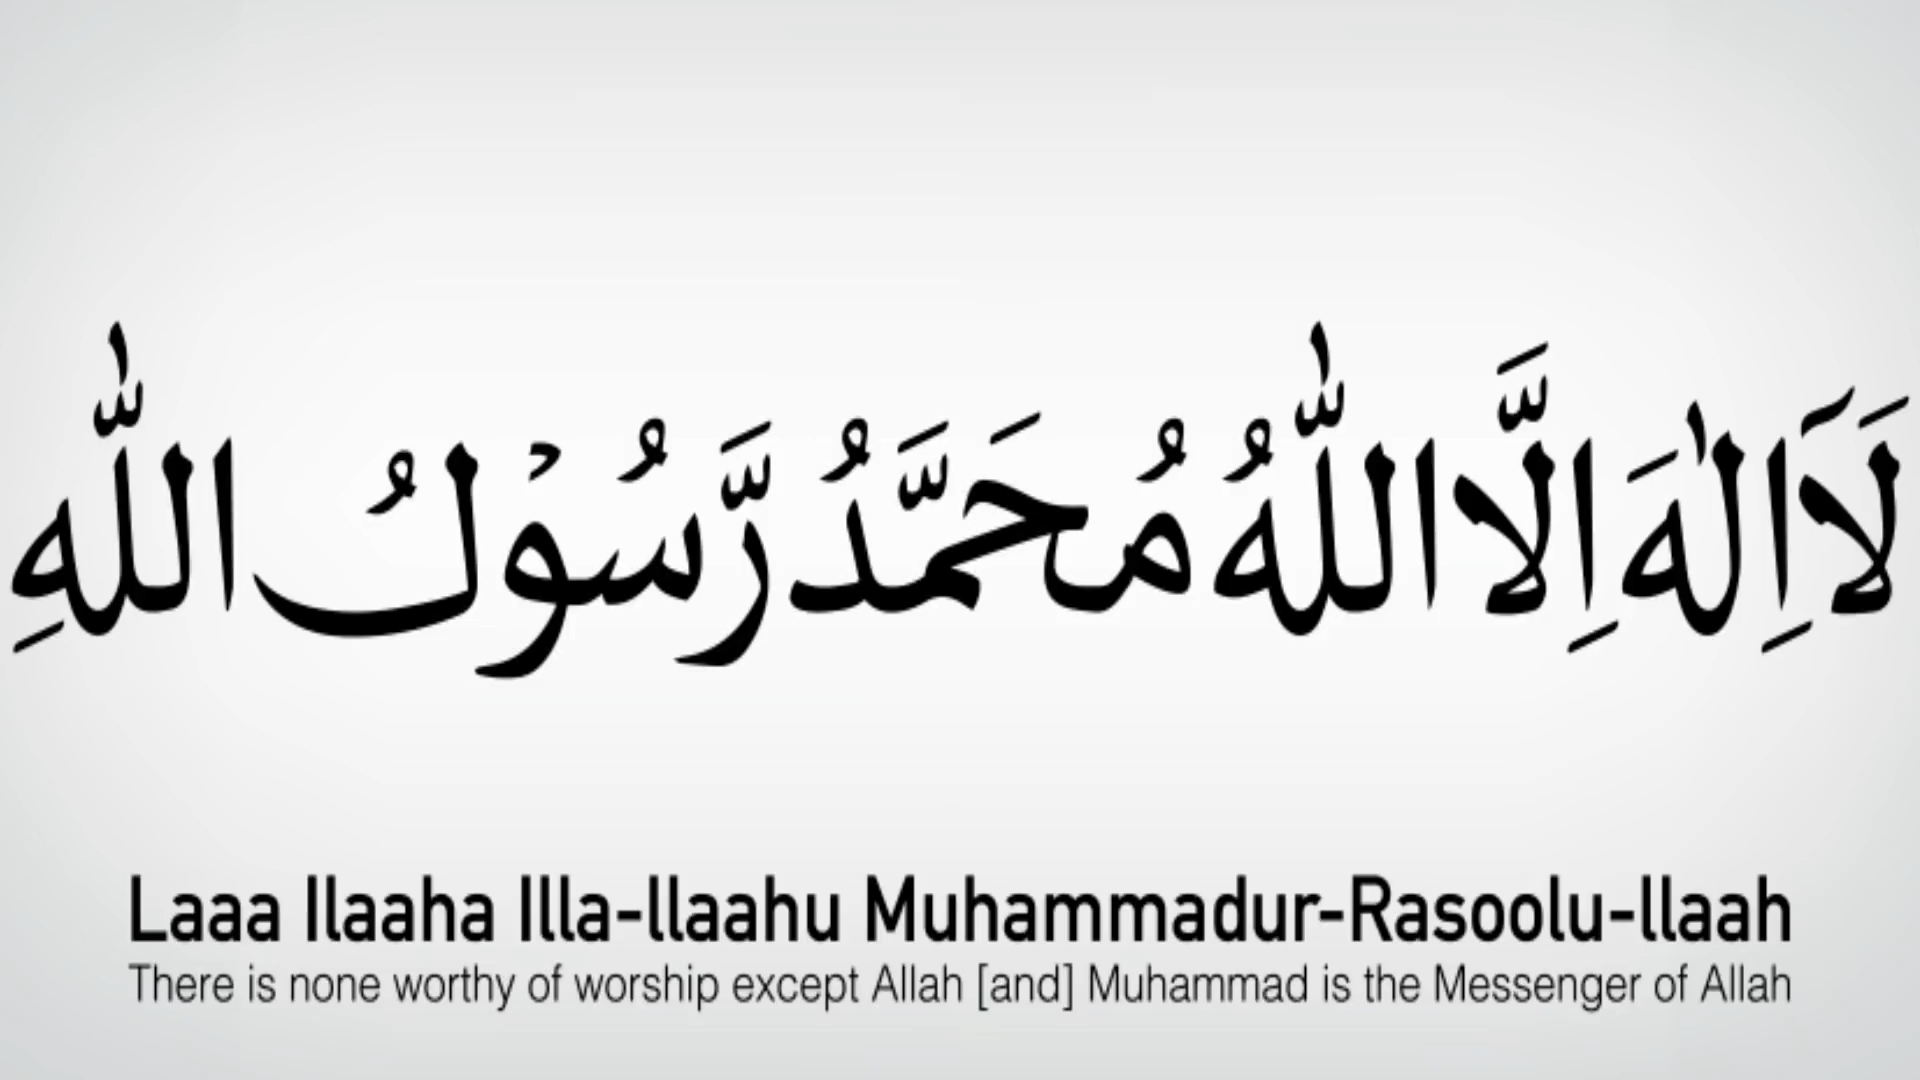 لَآ اِلٰهَ اِلَّا اللّٰهُ مُحَمَّدُ رَّسُوْلُ اللّٰهِ
Laaa Ilaaha Illa-llaahu Muhammadur-Rasoolu-llaah
There is none worthy of worship except Allah [and] Muhammad is the Messenger of Allah